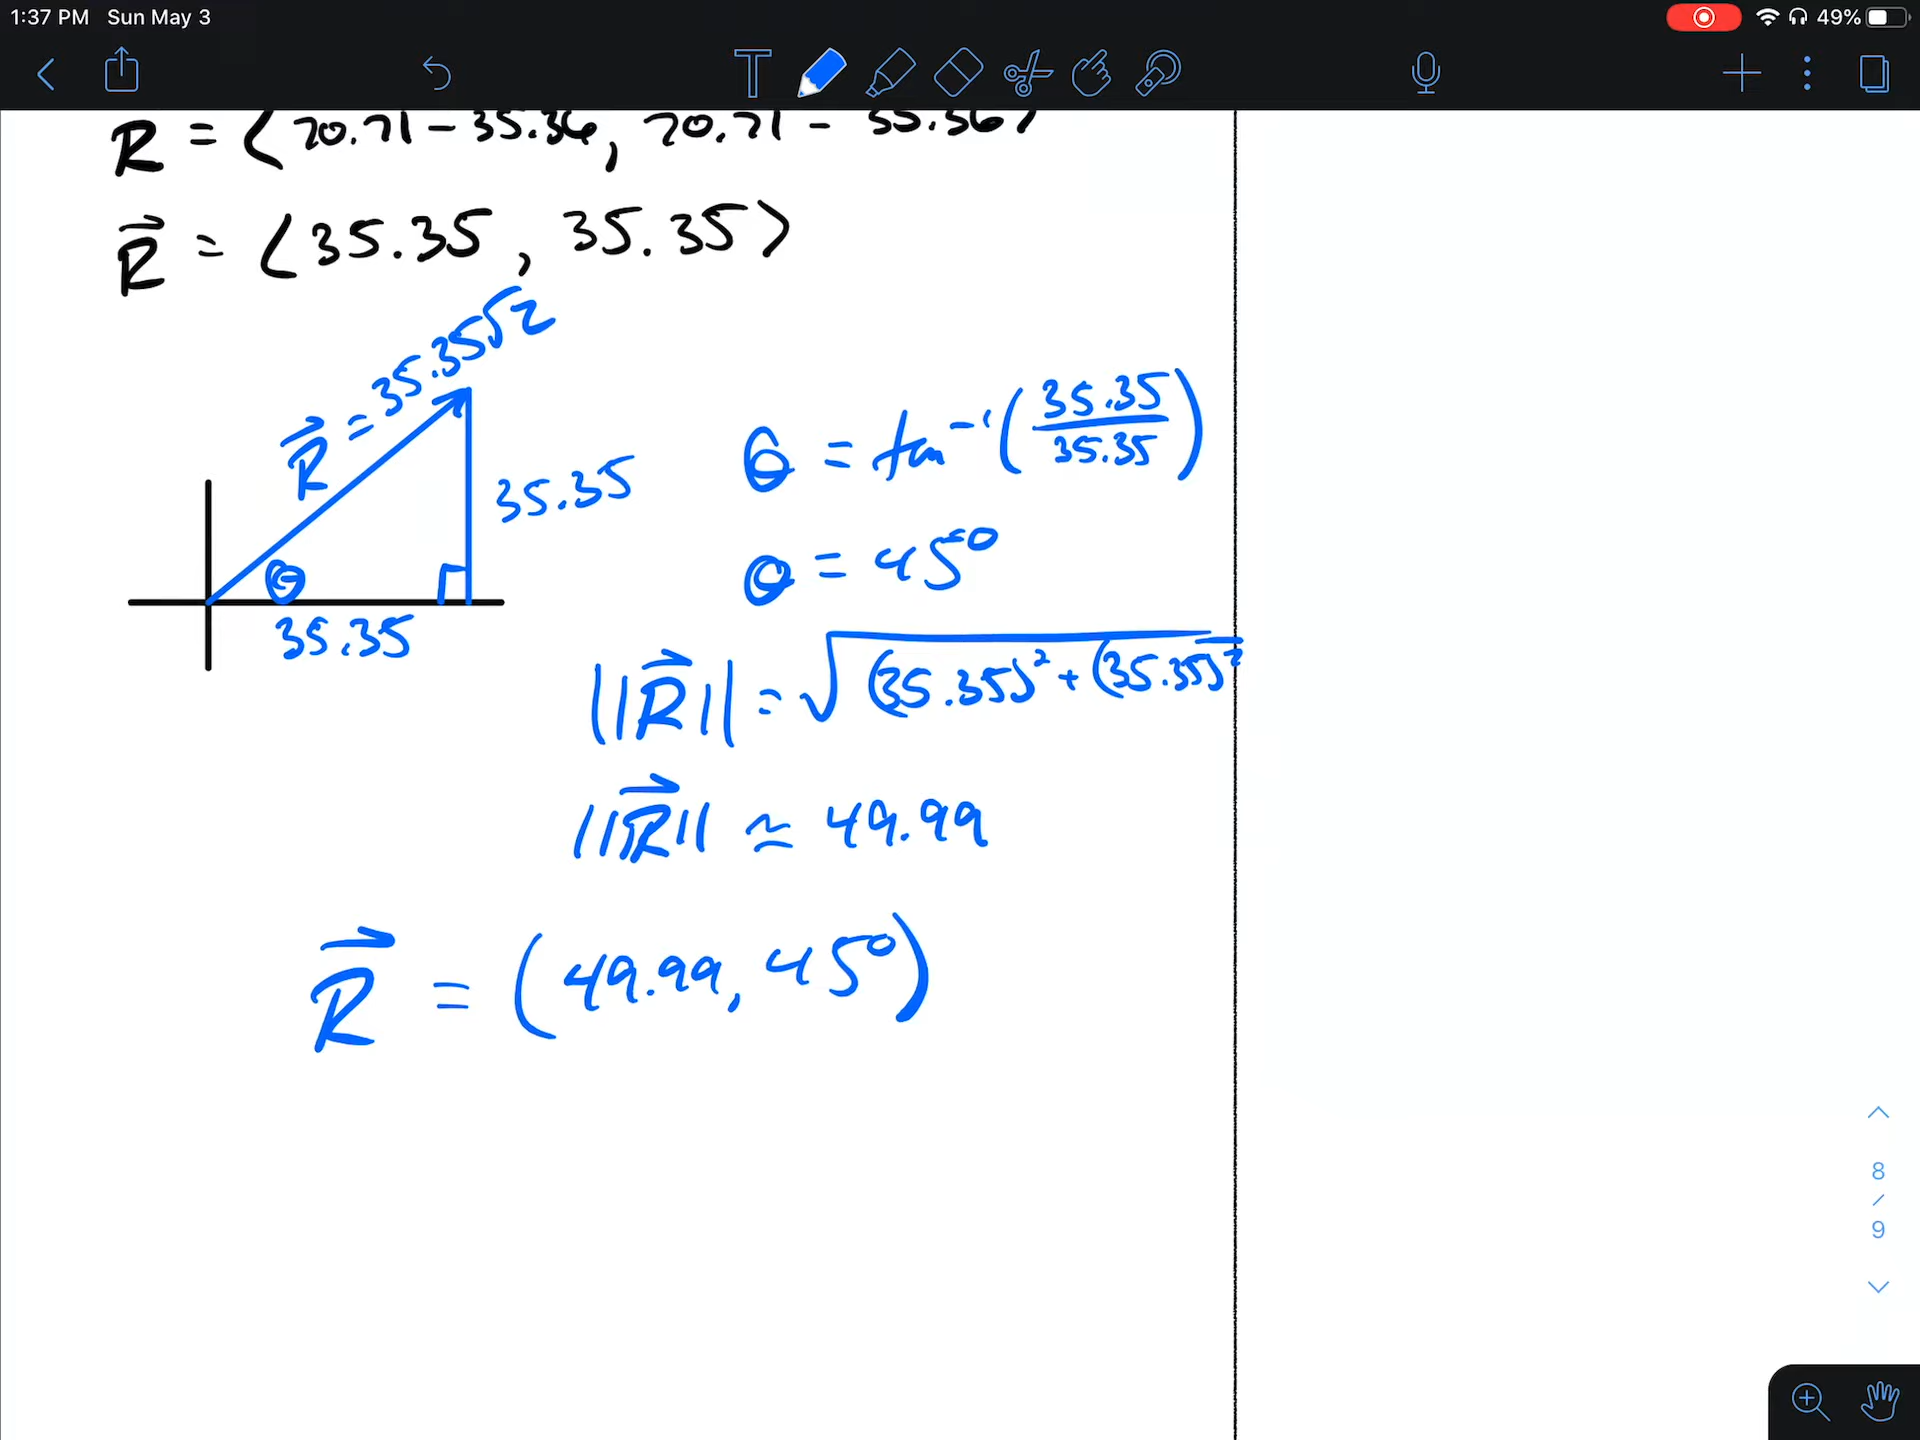 1:37 PM Sun May 3
49%
T
R = ⟨70.71 - 35.36, 70.71 - 35.36⟩
R⃗ = ⟨35.35, 35.35⟩
R⃗ = 35.35√2
35.35
θ
35.35
θ = tan⁻¹(35.35/35.35)
θ = 45°
||R⃗|| = √((35.35)² + (35.35)²)
||R⃗|| ≃ 49.99
R⃗ = (49.99, 45°)
8
/
9